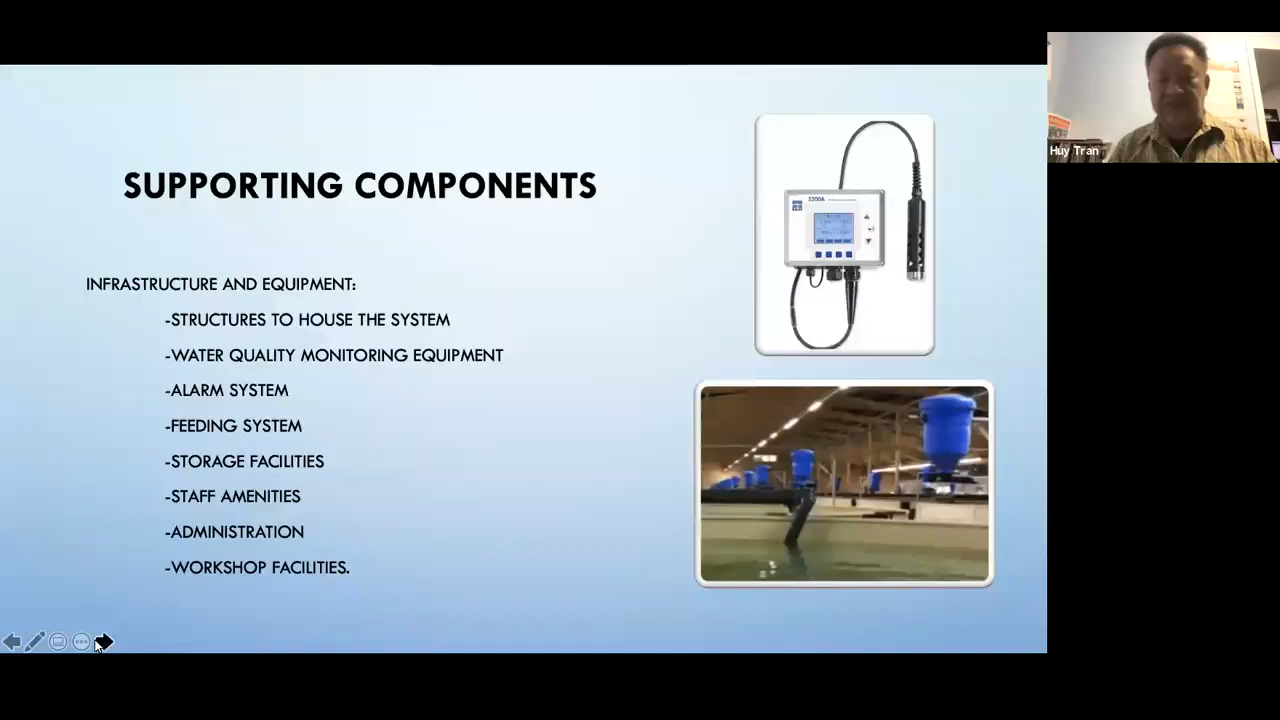 SUPPORTING COMPONENTS
INFRASTRUCTURE AND EQUIPMENT:
-STRUCTURES TO HOUSE THE SYSTEM
-WATER QUALITY MONITORING EQUIPMENT
-ALARM SYSTEM
-FEEDING SYSTEM
-STORAGE FACILITIES
-STAFF AMENITIES
-ADMINISTRATION
-WORKSHOP FACILITIES.
5200A
Huy Tran